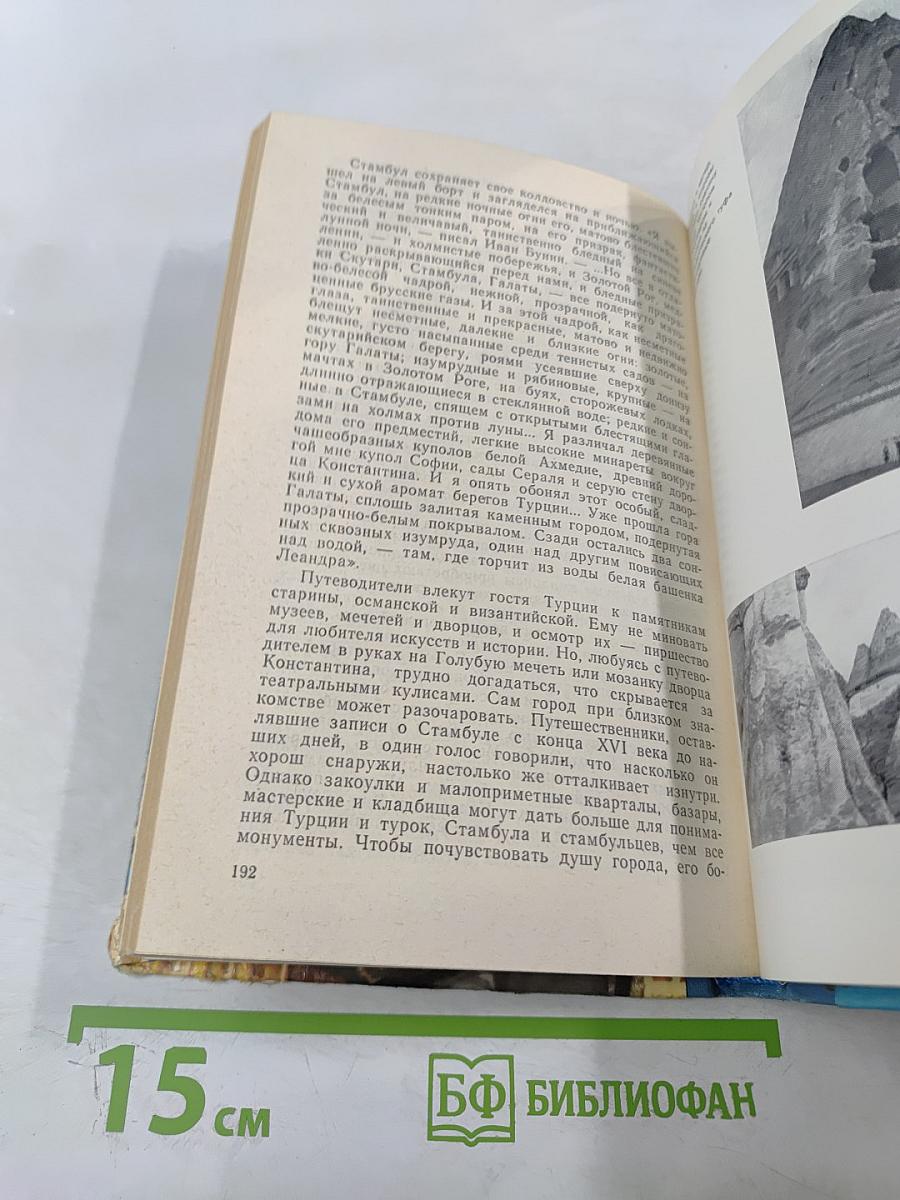 Стамбул сохраняет свое колдовство и ночью. «Я
шел на левый борт и загляделся на приближающийся
Стамбул, на редкие ночные огни его, матово блестевшие
за белесым тонким паром, на его призрак, фантасти-
ческий и величавый, таинственно бледный на синеве
лунной ночи, — писал Иван Бунин. — ...Но все в отда-
лении, — и холмистые побережья, и Золотой Рог, мед-
ленно раскрывающийся перед нами, и бледные призра-
ки Скутари, Стамбула, Галаты, — все подернуто мато-
во-белесой чадрой, нежной, прозрачной, как драго-
ценные брусские газы. И за этой чадрой, как несметные
глаза, таинственные и прекрасные, матово и недвижно
блещут несметные, далекие и близкие огни: золотые,
мелкие, густо насыпанные среди тенистых садов — на
скутарийском берегу, роями усеявшие сверху донизу
гору Галаты; изумрудные и рябиновые, крупные — на
мачтах в Золотом Роге, на буях, сторожевых лодках,
длинно отражающиеся в стеклянной воде; редкие и сон-
ные в Стамбуле, спящем с открытыми блестящими гла-
зами на холмах против луны... Я различал деревянные
дома его предместий, легкие высокие минареты вокруг
чашеобразных куполов белой Ахмедие, древний доро-
гой мне купол Софии, сады Сераля и серую стену двор-
ца Константина. И я опять обонял этот особый, слад-
кий и сухой аромат берегов Турции... Уже прошла гора
Галаты, сплошь залитая каменным городом, подернутая
прозрачно-белым покрывалом. Сзади остались два сон-
ных сквозных изумруда, один над другим повисающих
над водой, — там, где торчит из воды белая башенка
Леандра».
Путеводители влекут гостя Турции к памятникам
старины, османской и византийской. Ему не миновать
музеев, мечетей и дворцов, и осмотр их — пиршество
для любителя искусств и истории. Но, любуясь с путево-
дителем в руках на Голубую мечеть или мозаику дворца
Константина, трудно догадаться, что скрывается за
театральными кулисами. Сам город при близком зна-
комстве может разочаровать. Путешественники, остав-
лявшие записи о Стамбуле с конца XVI века до на-
ших дней, в один голос говорили, что насколько он
хорош снаружи, настолько же отталкивает изнутри.
Однако закоулки и малоприметные кварталы, базары,
мастерские и кладбища могут дать больше для понима-
ния Турции и турок, Стамбула и стамбульцев, чем все
монументы. Чтобы почувствовать душу города, его бо-
192
туфа
15 см
БФ БИБЛИОФАН